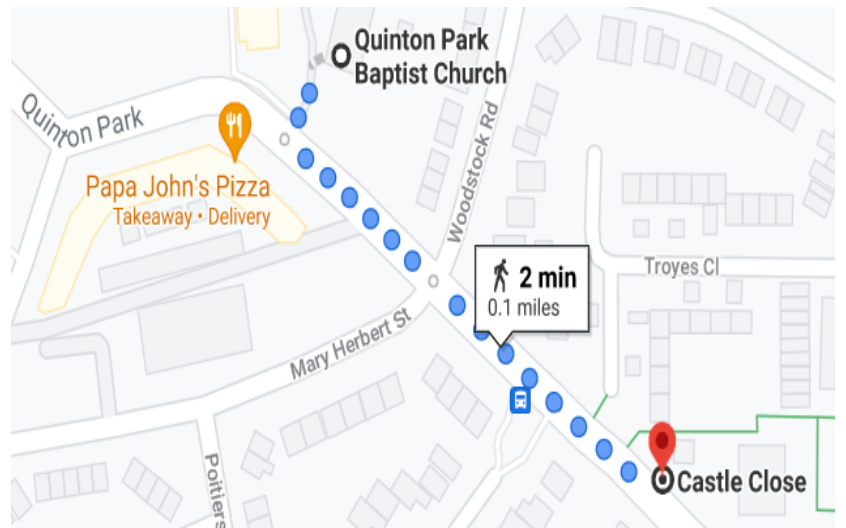 Quinton Park
Baptist Church
Quinton Park
Papa John's Pizza
Takeaway • Delivery
Woodstock Rd
2 min
0.1 miles
Troyes Cl
Mary Herbert St
Poitiers
Castle Close